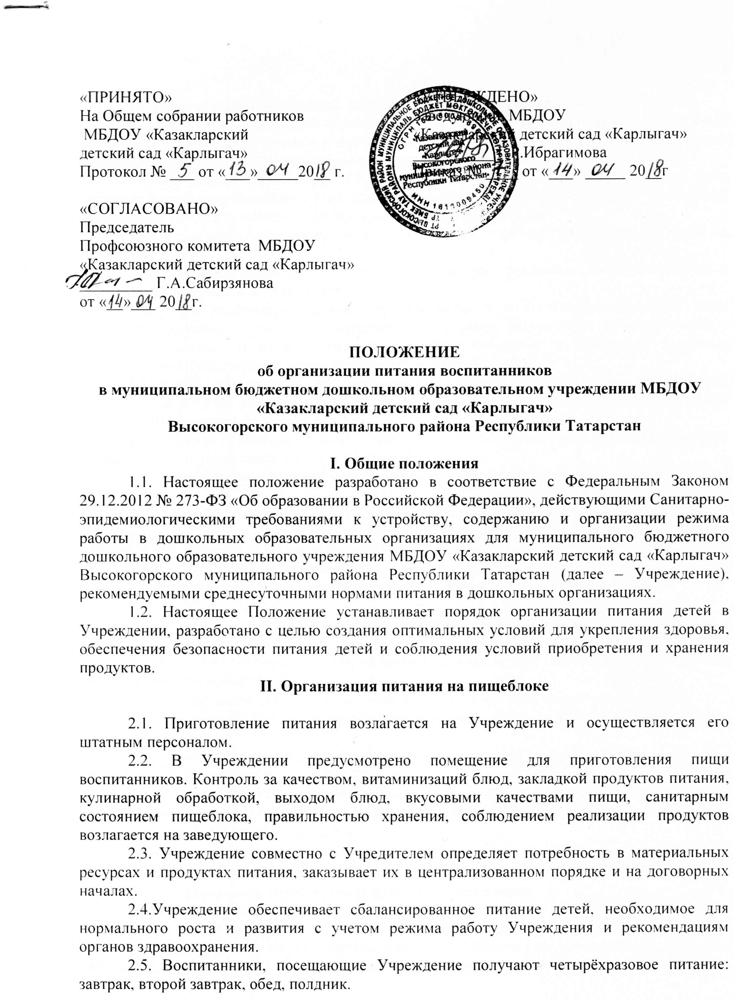 «ПРИНЯТО»
На Общем собрании работников
МБДОУ «Казакларский
детский сад «Карлыгач»
Протокол № 5 от «13» 04 2018 г.
МБДОУ
детский сад «Карлыгач»
Ибрагимова
от «14» 04 2018г
«Казакларский
детский сад
«Карлыгач»
Высокогорского
муниципального района
Республики Татарстан»
ИНН
«СОГЛАСОВАНО»
Председатель
Профсоюзного комитета МБДОУ
«Казакларский детский сад «Карлыгач»
Г.А.Сабирзянова
от «14» 04 2018г.
ПОЛОЖЕНИЕ
об организации питания воспитанников
в муниципальном бюджетном дошкольном образовательном учреждении МБДОУ
«Казакларский детский сад «Карлыгач»
Высокогорского муниципального района Республики Татарстан
I. Общие положения
1.1. Настоящее положение разработано в соответствие с Федеральным Законом
29.12.2012 № 273-ФЗ «Об образовании в Российской Федерации», действующими Санитарно-
эпидемиологическими требованиями к устройству, содержанию и организации режима
работы в дошкольных образовательных организациях для муниципального бюджетного
дошкольного образовательного учреждения МБДОУ «Казакларский детский сад «Карлыгач»
Высокогорского муниципального района Республики Татарстан (далее – Учреждение),
рекомендуемыми среднесуточными нормами питания в дошкольных организациях.
1.2. Настоящее Положение устанавливает порядок организации питания детей в
Учреждении, разработано с целью создания оптимальных условий для укрепления здоровья,
обеспечения безопасности питания детей и соблюдения условий приобретения и хранения
продуктов.
II. Организация питания на пищеблоке
2.1. Приготовление питания возлагается на Учреждение и осуществляется его
штатным персоналом.
2.2. В Учреждении предусмотрено помещение для приготовления пищи
воспитанников. Контроль за качеством, витаминизаций блюд, закладкой продуктов питания,
кулинарной обработкой, выходом блюд, вкусовыми качествами пищи, санитарным
состоянием пищеблока, правильностью хранения, соблюдением реализации продуктов
возлагается на заведующего.
2.3. Учреждение совместно с Учредителем определяет потребность в материальных
ресурсах и продуктах питания, заказывает их в централизованном порядке и на договорных
началах.
2.4.Учреждение обеспечивает сбалансированное питание детей, необходимое для
нормального роста и развития с учетом режима работу Учреждения и рекомендациям
органов здравоохранения.
2.5. Воспитанники, посещающие Учреждение получают четырёхразовое питание:
завтрак, второй завтрак, обед, полдник.